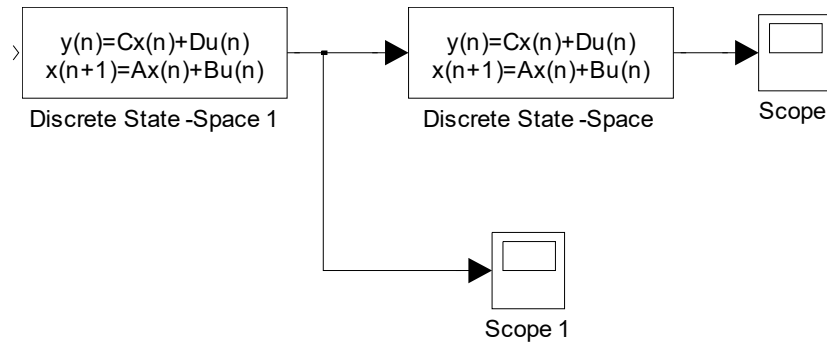 y(n)=Cx(n)+Du(n)
x(n+1)=Ax(n)+Bu(n)
Discrete State -Space 1
y(n)=Cx(n)+Du(n)
x(n+1)=Ax(n)+Bu(n)
Discrete State -Space
Scope
Scope 1